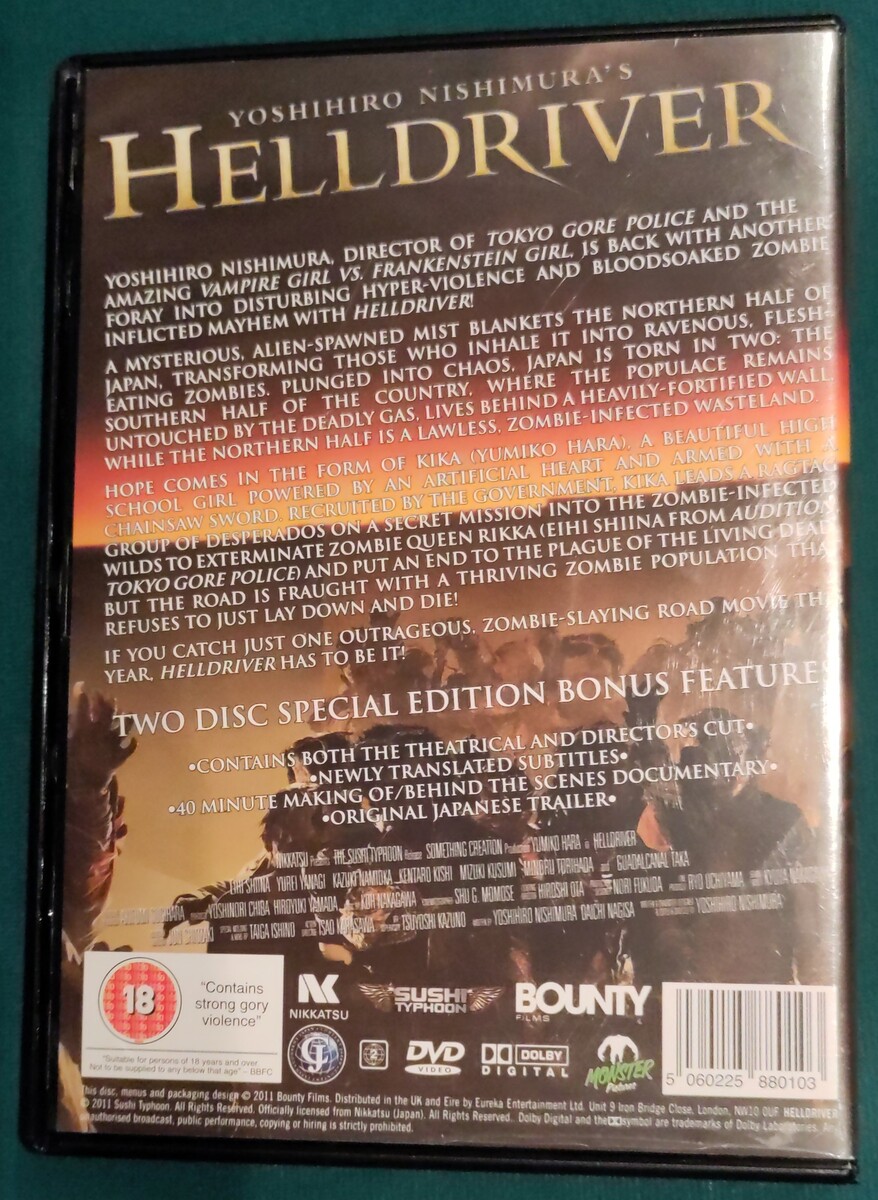 YOSHIHIRO NISHIMURA'S
HELLDRIVER
YOSHIHIRO NISHIMURA, DIRECTOR OF TOKYO GORE POLICE AND THE
AMAZING VAMPIRE GIRL VS. FRANKENSTEIN GIRL, IS BACK WITH ANOTHER
FORAY INTO DISTURBING HYPER-VIOLENCE AND BLOODSOAKED ZOMBIE
INFLICTED MAYHEM WITH HELLDRIVER!
A MYSTERIOUS, ALIEN-SPAWNED MIST BLANKETS THE NORTHERN HALF OF
JAPAN, TRANSFORMING THOSE WHO INHALE IT INTO RAVENOUS, FLESH-
EATING ZOMBIES. PLUNGED INTO CHAOS, JAPAN IS TORN IN TWO: THE
SOUTHERN HALF OF THE COUNTRY, WHERE THE POPULACE REMAINS
UNTOUCHED BY THE DEADLY GAS, LIVES BEHIND A HEAVILY-FORTIFIED WALL,
WHILE THE NORTHERN HALF IS A LAWLESS, ZOMBIE-INFECTED WASTELAND.
HOPE COMES IN THE FORM OF KIKA (YUMIKO HARA), A BEAUTIFUL HIGH
SCHOOL GIRL POWERED BY AN ARTIFICIAL HEART AND ARMED WITH A
CHAINSAW SWORD. RECRUITED BY THE GOVERNMENT, KIKA LEADS A RAGTAG
GROUP OF DESPERADOS ON A SECRET MISSION INTO THE ZOMBIE-INFECTED
WILDS TO EXTERMINATE ZOMBIE QUEEN RIKKA (EIHI SHIINA FROM AUDITION,
TOKYO GORE POLICE) AND PUT AN END TO THE PLAGUE OF THE LIVING DEAD.
BUT THE ROAD IS FRAUGHT WITH A THRIVING ZOMBIE POPULATION THA
REFUSES TO JUST LAY DOWN AND DIE!
IF YOU CATCH JUST ONE OUTRAGEOUS, ZOMBIE-SLAYING ROAD MOVIE THI
YEAR, HELLDRIVER HAS TO BE IT!
TWO DISC SPECIAL EDITION BONUS FEATURES
•CONTAINS BOTH THE THEATRICAL AND DIRECTOR'S CUT•
•NEWLY TRANSLATED SUBTITLES•
•40 MINUTE MAKING OF/BEHIND THE SCENES DOCUMENTARY•
•ORIGINAL JAPANESE TRAILER•
NIKKATSU Presents THE SUSHI TYPHOON SOMETHING CREATION Production YUMIKO HARA HELLDRIVER
EIHI SHIINA YUREI YANAGI KAZUKI NAMIOKA KENTARO KISHI MIZUKI KUSUMI MINORU TORIHADA GUADALCANAL TAKA
YOSHINORI CHIBA HIROYUKI YAMADA KOU NAKAGAWA SHU G. MOMOSE HIROSHI OTA NORI FUKUDA RYO UCHIYAMA
TAIGA ISHINO TSUYOSHI KAZUNO WRITTEN BY YOSHIHIRO NISHIMURA DAICHI NAGISA YOSHIHIRO NISHIMURA
18
"Contains
strong gory
violence"
"Suitable for persons of 18 years and over.
Not to be supplied to any below that age" – BBFC
NIKKATSU
SUSHI
TYPHOON
BOUNTY
FILMS
2
DVD
VIDEO
DOLBY
DIGITAL
MONSTER
5 060225 880103
This disc, menus and packaging design © 2011 Bounty Films. Distributed in the UK and Eire by Eureka Entertainment Ltd. Unit 9 Iron Bridge Close, London, NW10 0UF HELLDRIVER
© 2011 Sushi Typhoon. All Rights Reserved. Officially licensed from Nikkatsu (Japan). All Rights Reserved. Dolby Digital and the symbol are trademarks of Dolby Laboratories.
unauthorised broadcast, public performance, copying or hiring is strictly prohibited.